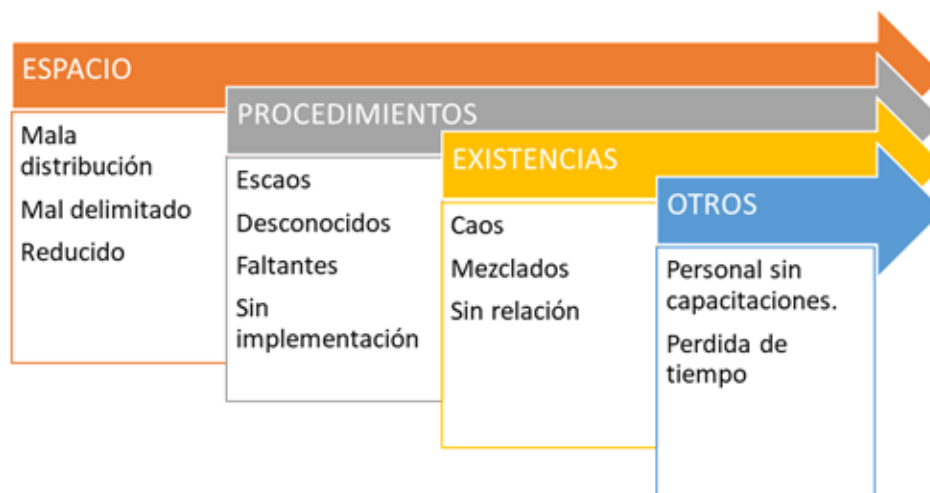 ESPACIO
Mala
distribución
Mal delimitado
Reducido
PROCEDIMIENTOS
Escaos
Desconocidos
Faltantes
Sin
implementación
EXISTENCIAS
Caos
Mezclados
Sin relación
OTROS
Personal sin
capacitaciones.
Perdida de
tiempo